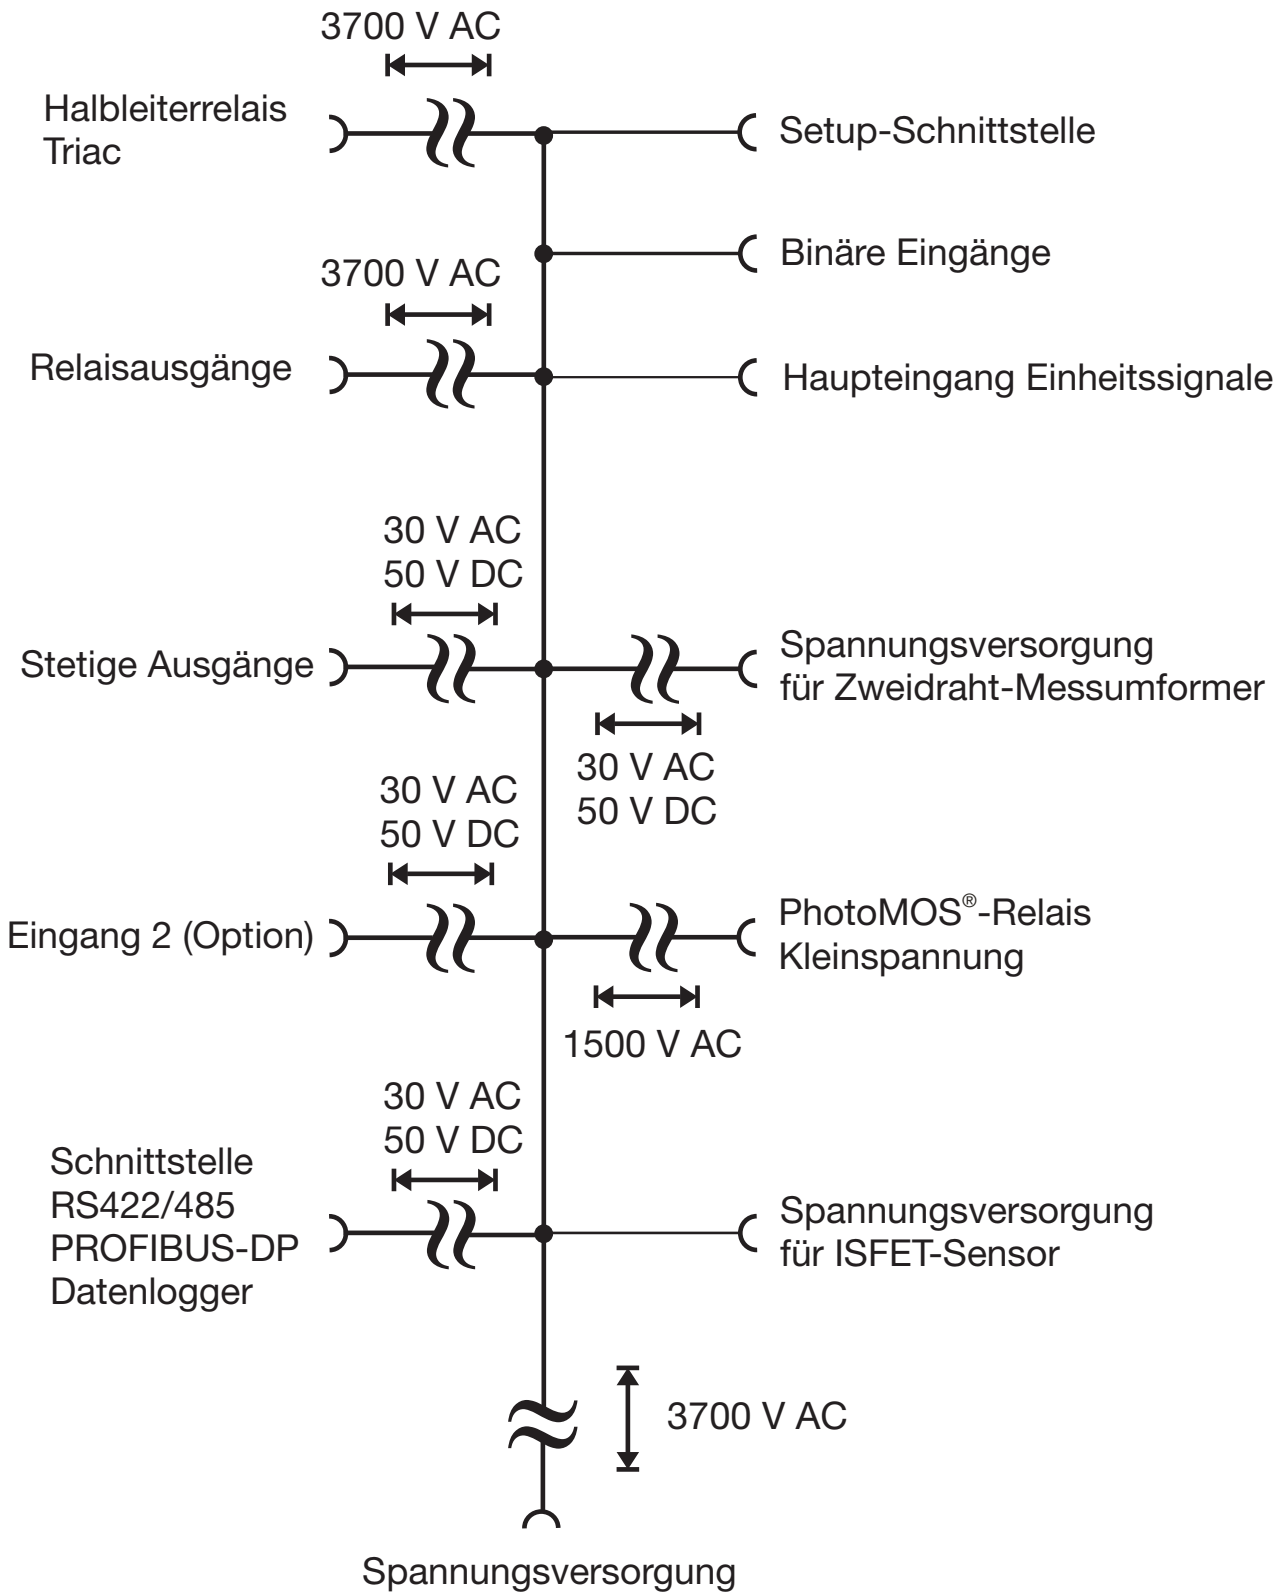 3700 V AC
Halbleiterrelais
Triac
Setup-Schnittstelle
Binäre Eingänge
3700 V AC
Relaisausgänge
Haupteingang Einheitssignale
30 V AC
50 V DC
Stetige Ausgänge
Spannungsversorgung
für Zweidraht-Messumformer
30 V AC
50 V DC
30 V AC
50 V DC
Eingang 2 (Option)
PhotoMOS®-Relais
Kleinspannung
1500 V AC
30 V AC
50 V DC
Schnittstelle
RS422/485
PROFIBUS-DP
Datenlogger
Spannungsversorgung
für ISFET-Sensor
3700 V AC
Spannungsversorgung